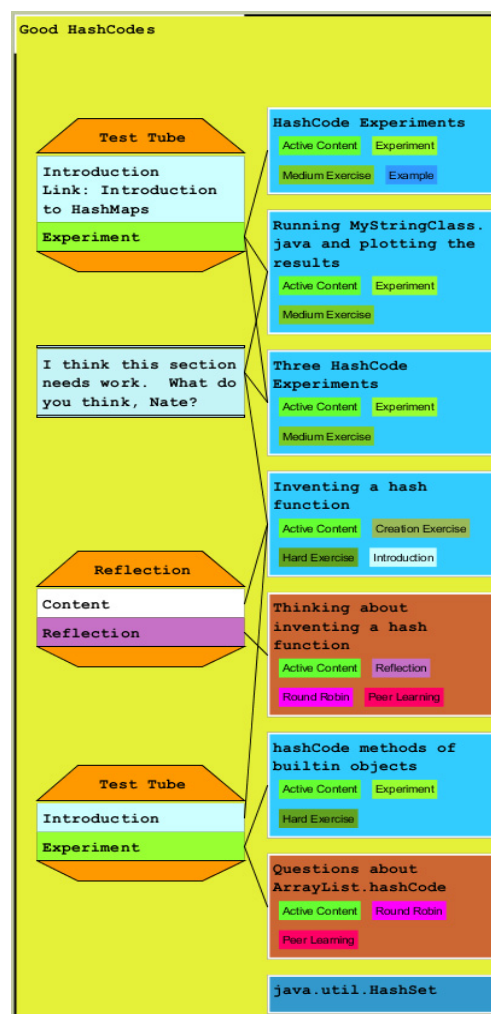 Good HashCodes
Test Tube
Introduction
Link: Introduction
to HashMaps
Experiment
I think this section
needs work. What do
you think, Nate?
Reflection
Content
Reflection
Test Tube
Introduction
Experiment
HashCode Experiments
Active Content Experiment
Medium Exercise Example
Running MyStringClass.
java and plotting the
results
Active Content Experiment
Medium Exercise
Three HashCode
Experiments
Active Content Experiment
Medium Exercise
Inventing a hash
function
Active Content Creation Exercise
Hard Exercise Introduction
Thinking about
inventing a hash
function
Active Content Reflection
Round Robin Peer Learning
hashCode methods of
builtin objects
Active Content Experiment
Hard Exercise
Questions about
ArrayList.hashCode
Active Content Round Robin
Peer Learning
java.util.HashSet